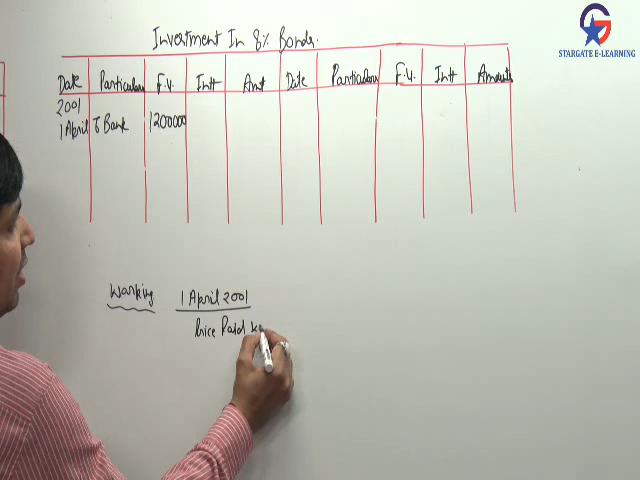 Investment In 8% Bonds.
STARGATE E-LEARNING
Date Particulars F.V. Intt Amt Date Particulars F.V. Intt Amount
2001
1 April To Bank 1200000
Working 1 April 2001
Price Paid